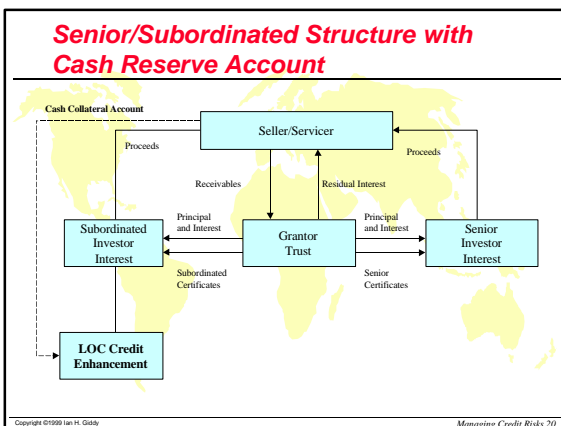 Senior/Subordinated Structure with
Cash Reserve Account
Cash Collateral Account
Seller/Servicer
Proceeds
Proceeds
Receivables
Residual Interest
Subordinated
Investor
Interest
Principal
and Interest
Grantor
Trust
Principal
and Interest
Senior
Investor
Interest
Subordinated
Certificates
Senior
Certificates
LOC Credit
Enhancement
Copyright ©1999 Ian H. Giddy
Managing Credit Risks 20